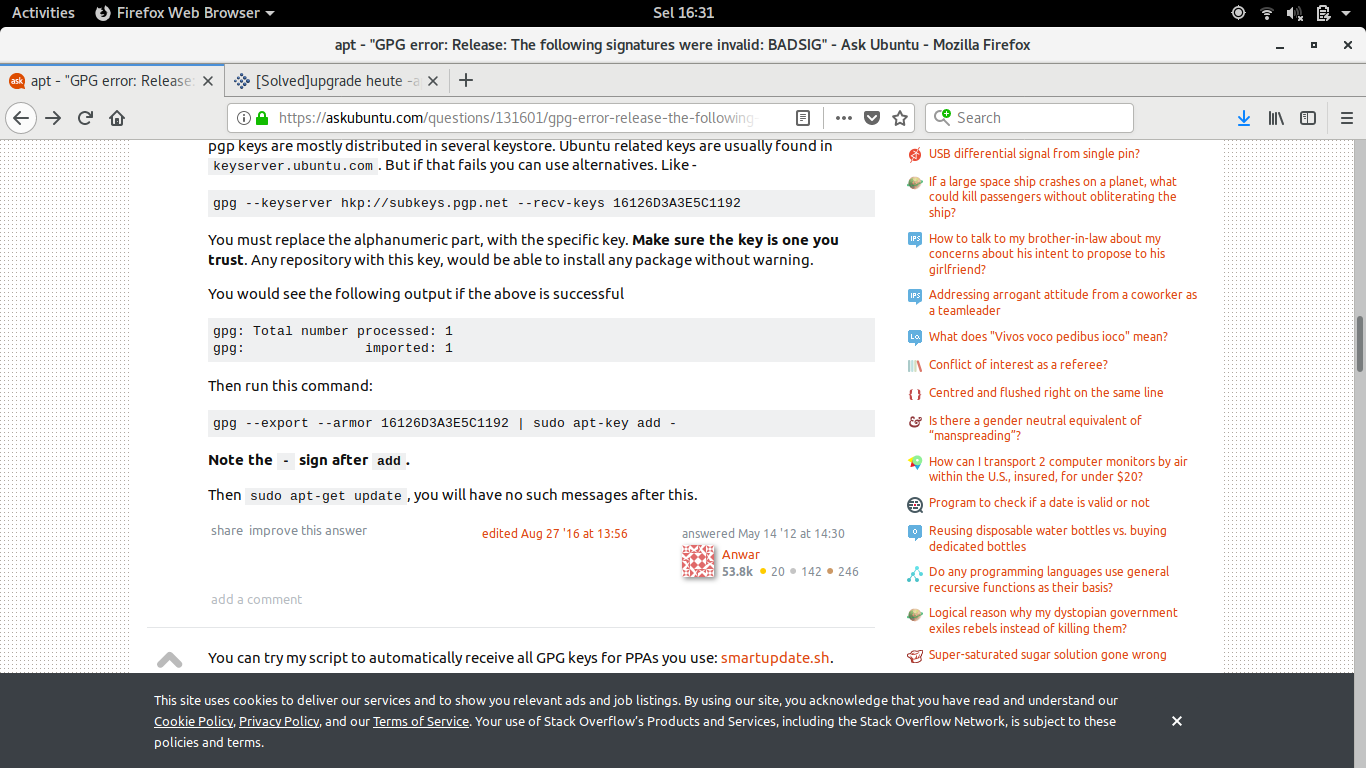 Activities Firefox Web Browser Sel 16:31
apt - "GPG error: Release: The following signatures were invalid: BADSIG" - Ask Ubuntu - Mozilla Firefox
apt - "GPG error: Release: [Solved]upgrade heute -a
https://askubuntu.com/questions/131601/gpg-error-release-the-following- Search
pgp keys are mostly distributed in several keystore. Ubuntu related keys are usually found in
keyserver.ubuntu.com . But if that fails you can use alternatives. Like -
gpg --keyserver hkp://subkeys.pgp.net --recv-keys 16126D3A3E5C1192
You must replace the alphanumeric part, with the specific key. Make sure the key is one you
trust. Any repository with this key, would be able to install any package without warning.
You would see the following output if the above is successful
gpg: Total number processed: 1
gpg:               imported: 1
Then run this command:
gpg --export --armor 16126D3A3E5C1192 | sudo apt-key add -
Note the - sign after add .
Then sudo apt-get update , you will have no such messages after this.
share improve this answer
edited Aug 27 '16 at 13:56
answered May 14 '12 at 14:30
Anwar
53.8k 20 142 246
add a comment
You can try my script to automatically receive all GPG keys for PPAs you use: smartupdate.sh.
USB differential signal from single pin?
If a large space ship crashes on a planet, what
could kill passengers without obliterating the
ship?
How to talk to my brother-in-law about my
concerns about his intent to propose to his
girlfriend?
Addressing arrogant attitude from a coworker as
a teamleader
What does "Vivos voco pedibus ioco" mean?
Conflict of interest as a referee?
Centred and flushed right on the same line
Is there a gender neutral equivalent of
“manspreading”?
How can I transport 2 computer monitors by air
within the U.S., insured, for under $20?
Program to check if a date is valid or not
Reusing disposable water bottles vs. buying
dedicated bottles
Do any programming languages use general
recursive functions as their basis?
Logical reason why my dystopian government
exiles rebels instead of killing them?
Super-saturated sugar solution gone wrong
This site uses cookies to deliver our services and to show you relevant ads and job listings. By using our site, you acknowledge that you have read and understand our
Cookie Policy, Privacy Policy, and our Terms of Service. Your use of Stack Overflow’s Products and Services, including the Stack Overflow Network, is subject to these
policies and terms.